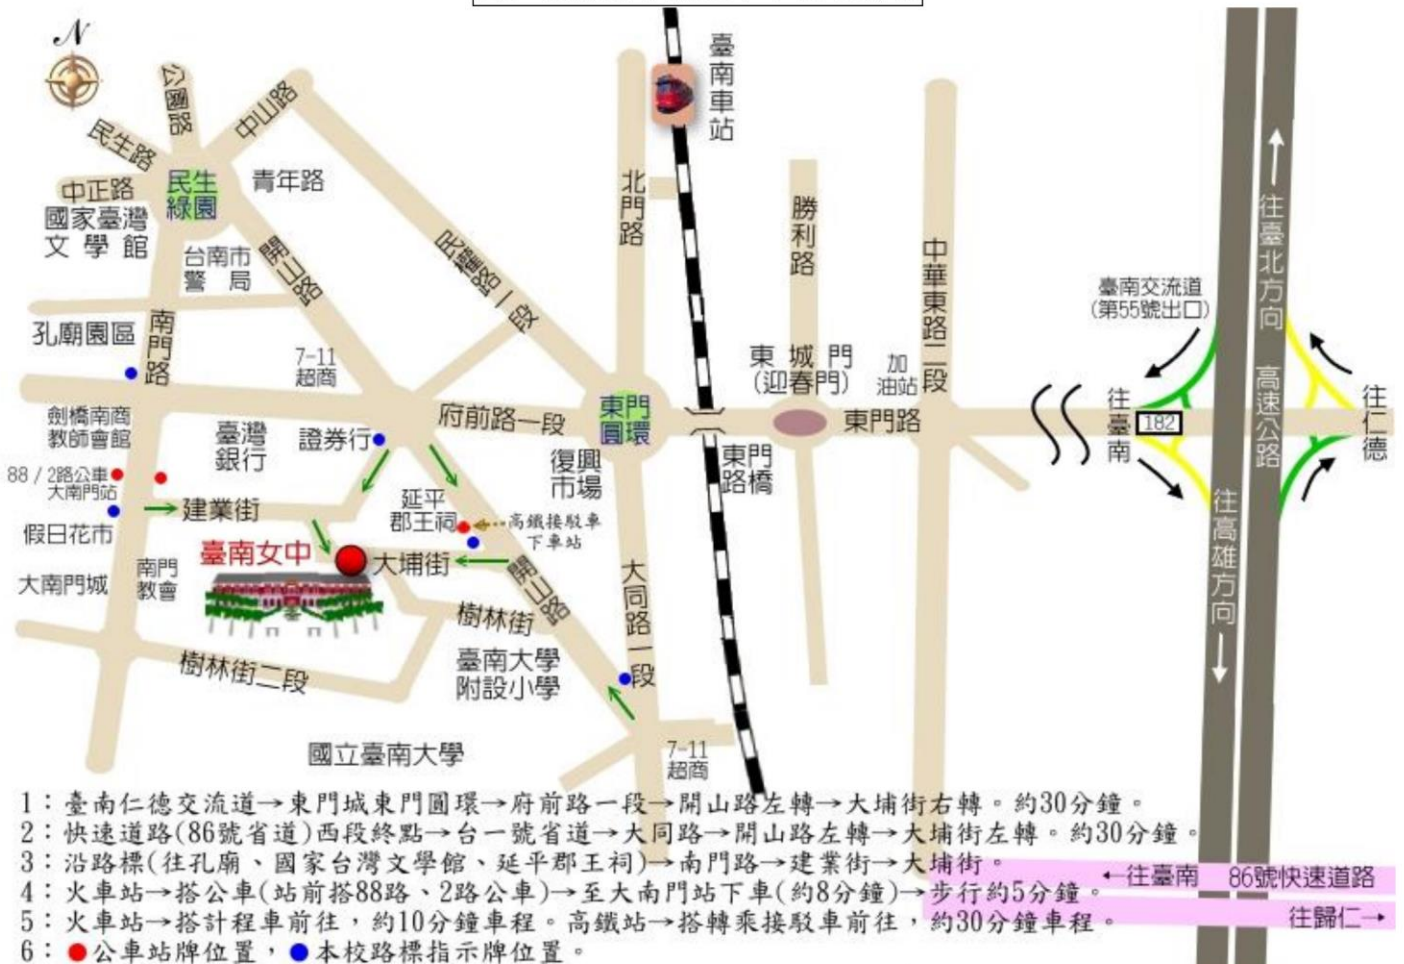 N
公園路
中山路
民生路
中正路
民生
綠園
青年路
國家臺灣
文學館
台南市
警局
開山路
民權路一段
北門路
臺南車站
勝利路
中華東路二段
臺南交流道
(第55號出口)
往臺北方向
高速公路
往高雄方向
孔廟園區
南門路
7-11
超商
劍橋南商
教師會館
臺灣
銀行
證券行
府前路一段
東門
圓環
復興
市場
東門
路橋
東城門
(迎春門)
加
油站
東門路
往臺南
182
往仁德
88 / 2路公車
大南門站
假日花市
建業街
延平
郡王祠
高鐵接駁車
下車站
臺南女中
大埔街
大南門城
南門
教會
開山路
樹林街
大同路一段
樹林街二段
臺南大學
附設小學
國立臺南大學
7-11
超商
1：臺南仁德交流道→東門城東門圓環→府前路一段→開山路左轉→大埔街右轉。約30分鐘。
2：快速道路(86號省道)西段終點→台一號省道→大同路→開山路左轉→大埔街左轉。約30分鐘。
3：沿路標(往孔廟、國家台灣文學館、延平郡王祠)→南門路→建業街→大埔街。
4：火車站→搭公車(站前搭88路、2路公車)→至大南門站下車(約8分鐘)→步行約5分鐘。
5：火車站→搭計程車前往，約10分鐘車程。高鐵站→搭轉乘接駁車前往，約30分鐘車程。
6：●公車站牌位置，●本校路標指示牌位置。
←往臺南 86號快速道路
往歸仁→